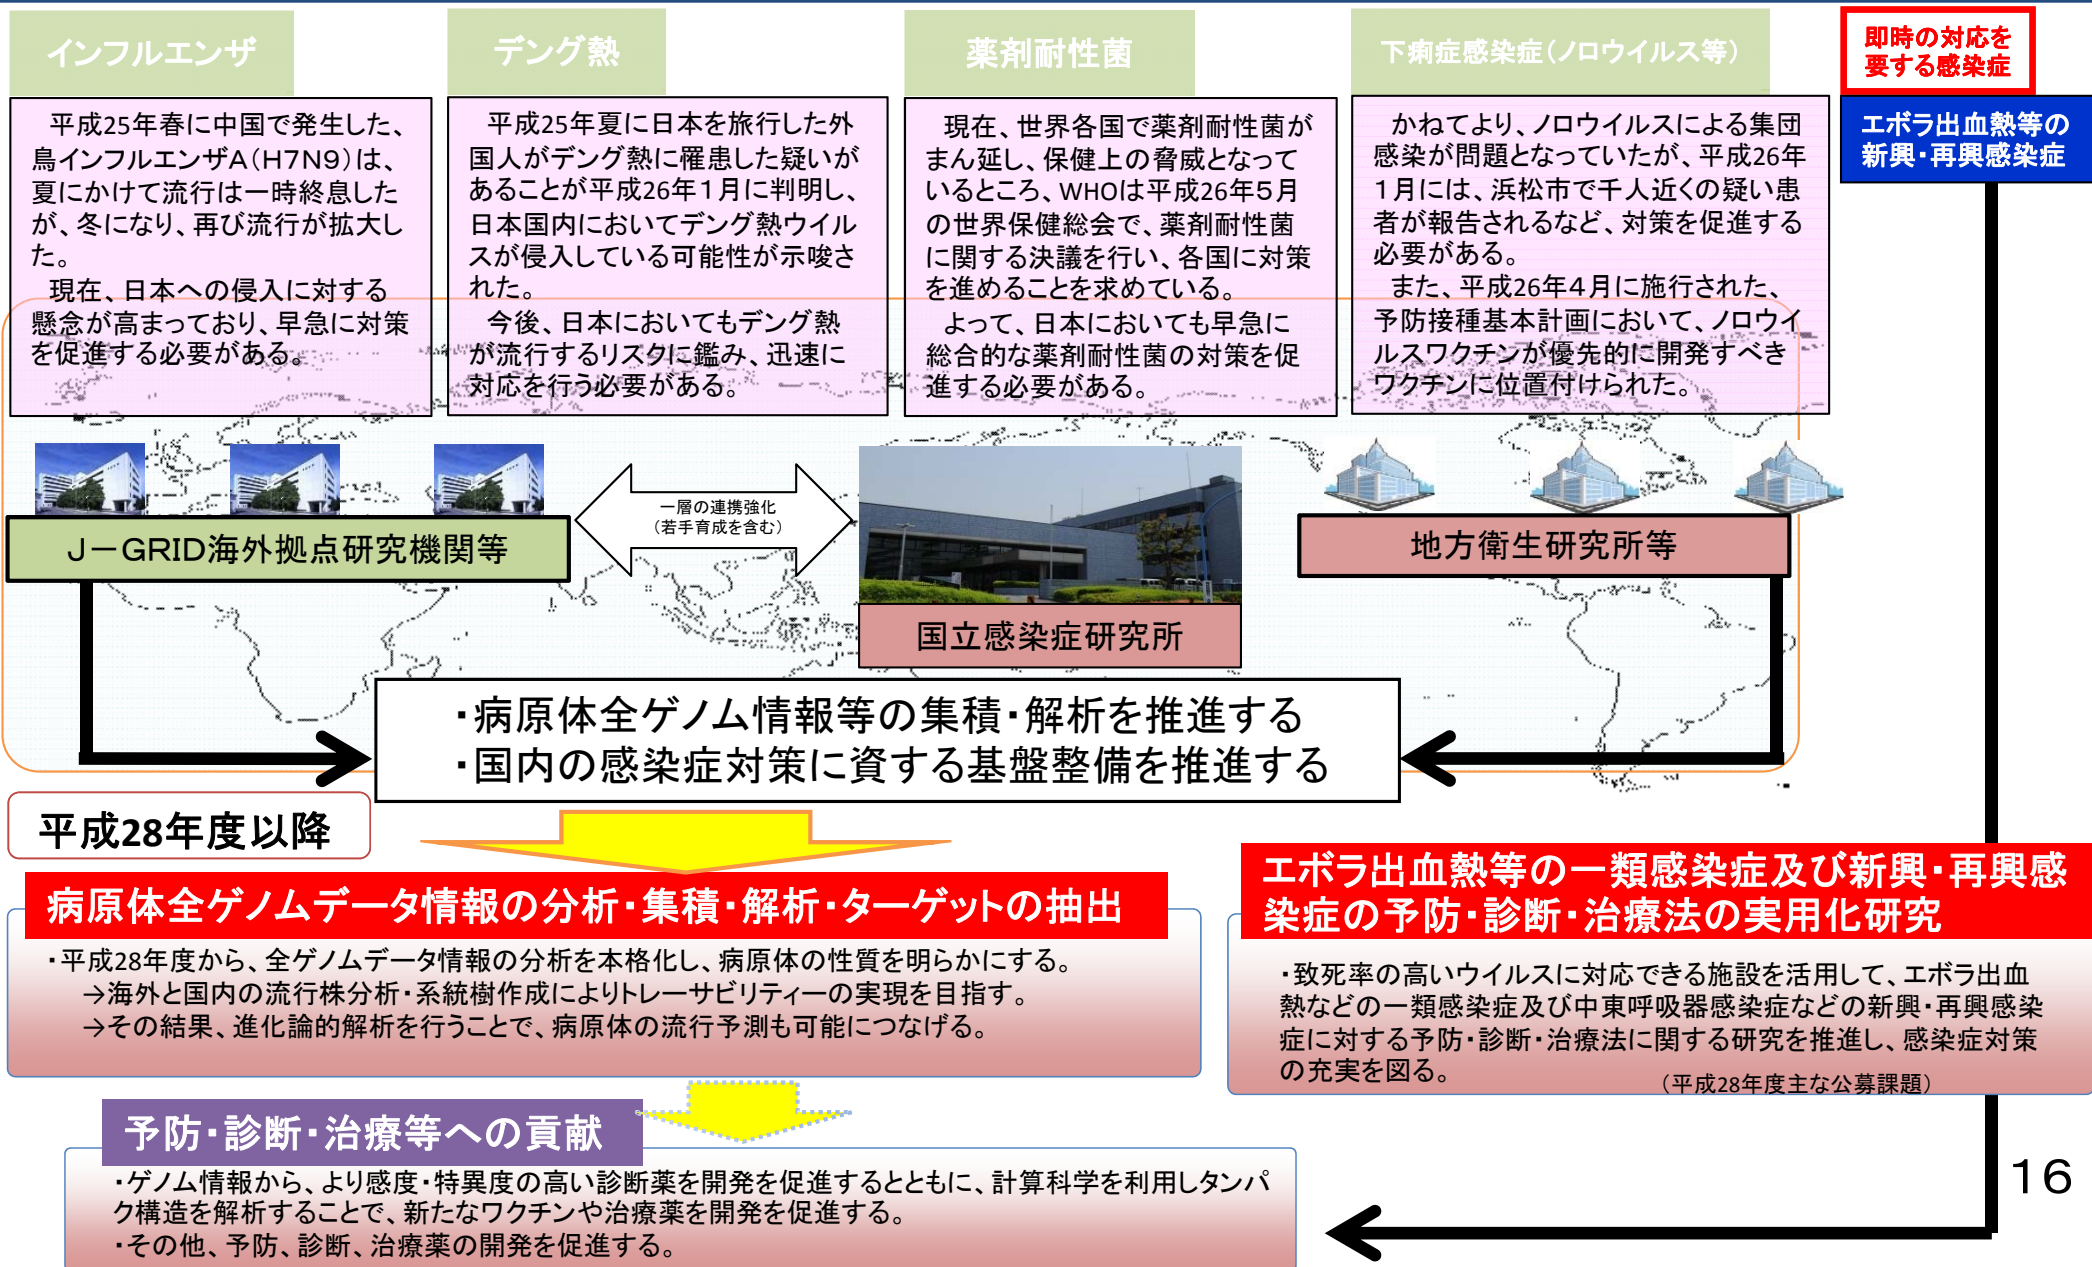 インフルエンザ
平成25年春に中国で発生した、
鳥インフルエンザA(H7N9)は、
夏にかけて流行は一時終息した
が、冬になり、再び流行が拡大し
た。
現在、日本への侵入に対する
懸念が高まっており、早急に対策
を促進する必要がある。
デング熱
平成25年夏に日本を旅行した外
国人がデング熱に罹患した疑いが
あることが平成26年1月に判明し、
日本国内においてデング熱ウイル
スが侵入している可能性が示唆さ
れた。
今後、日本においてもデング熱
が流行するリスクに鑑み、迅速に
対応を行う必要がある。
薬剤耐性菌
現在、世界各国で薬剤耐性菌が
まん延し、保健上の脅威となって
いるところ、WHOは平成26年5月
の世界保健総会で、薬剤耐性菌
に関する決議を行い、各国に対策
を進めることを求めている。
よって、日本においても早急に
総合的な薬剤耐性菌の対策を促
進する必要がある。
下痢症感染症(ノロウイルス等)
かねてより、ノロウイルスによる集団
感染が問題となっていたが、平成26年
1月には、浜松市で千人近くの疑い患
者が報告されるなど、対策を促進する
必要がある。
また、平成26年4月に施行された、
予防接種基本計画において、ノロウイ
ルスワクチンが優先的に開発すべき
ワクチンに位置付けられた。
即時の対応を
要する感染症
エボラ出血熱等の
新興・再興感染症
J-GRID海外拠点研究機関等
一層の連携強化
(若手育成を含む)
国立感染症研究所
地方衛生研究所等
・病原体全ゲノム情報等の集積・解析を推進する
・国内の感染症対策に資する基盤整備を推進する
平成28年度以降
病原体全ゲノムデータ情報の分析・集積・解析・ターゲットの抽出
・平成28年度から、全ゲノムデータ情報の分析を本格化し、病原体の性質を明らかにする。
→海外と国内の流行株分析・系統樹作成によりトレーサビリティーの実現を目指す。
→その結果、進化論的解析を行うことで、病原体の流行予測も可能につなげる。
エボラ出血熱等の一類感染症及び新興・再興感
染症の予防・診断・治療法の実用化研究
・致死率の高いウイルスに対応できる施設を活用して、エボラ出血
熱などの一類感染症及び中東呼吸器感染症などの新興・再興感染
症に対する予防・診断・治療法に関する研究を推進し、感染症対策
の充実を図る。
(平成28年度主な公募課題)
予防・診断・治療等への貢献
・ゲノム情報から、より感度・特異度の高い診断薬を開発を促進するとともに、計算科学を利用しタンパ
ク構造を解析することで、新たなワクチンや治療薬を開発を促進する。
・その他、予防、診断、治療薬の開発を促進する。
16